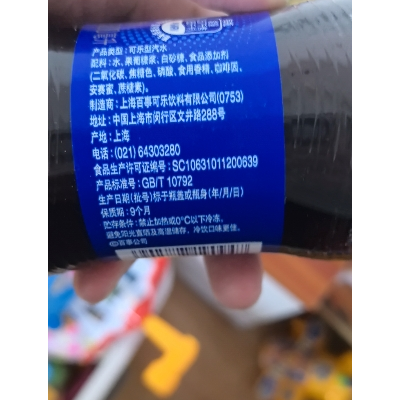 产品类型：可乐型汽水
配料：水、果葡糖浆、白砂糖、食品添加剂
(二氧化碳、焦糖色、磷酸、食用香精、咖啡因、
安赛蜜、蔗糖素)。
制造商：上海百事可乐饮料有限公司(0753)
地址：中国上海市闵行区文井路288号
产地：上海
电话：(021) 64303280
食品生产许可证编号：SC10631011200639
产品标准号：GB/T 10792
生产日期(批号)标于瓶盖或瓶身(年/月/日)
保质期：9个月
贮存条件：禁止加热或0℃以下冷冻。
避免阳光直晒及高温储存，冷饮口味更佳。
©百事公司